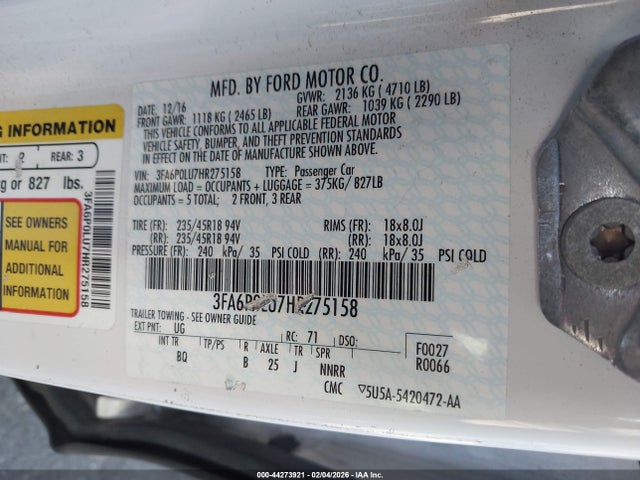 MFD. BY FORD MOTOR CO.
DATE: 12/16 GVWR: 2136 KG ( 4710 LB)
FRONT GAWR: 1118 KG ( 2465 LB) REAR GAWR: 1039 KG ( 2290 LB)
THIS VEHICLE CONFORMS TO ALL APPLICABLE FEDERAL MOTOR
VEHICLE SAFETY, BUMPER, AND THEFT PREVENTION STANDARDS
IN EFFECT ON THE DATE OF MANUFACTURE SHOWN ABOVE.
VIN: 3FA6P0LU7HR275158 TYPE: Passenger Car
MAXIMUM LOAD = OCCUPANTS + LUGGAGE = 375KG/ 827LB
OCCUPANTS = 5 TOTAL; 2 FRONT, 3 REAR
TIRE (FR): 235/45R18 94V RIMS (FR): 18x8.0J
(RR): 235/45R18 94V (RR): 18x8.0J
PRESSURE (FR): 240 kPa/ 35 PSI COLD (RR): 240 kPa/ 35 PSI COLD
3FA6P0LU7HR275158
TRAILER TOWING - SEE OWNER GUIDE
EXT PNT: UG RC: 71 DSO:
F0027
R0066
INT TR TP/PS R AXLE TR SPR
BQ B 25 J NNRR
CMC ▽5U5A-5420472-AA
G INFORMATION
2 REAR: 3
or 827 lbs.
SEE OWNERS
MANUAL FOR
ADDITIONAL
INFORMATION
3FA6P0LU7HR275158
000-44273921 - 02/04/2026 - IAA Inc.